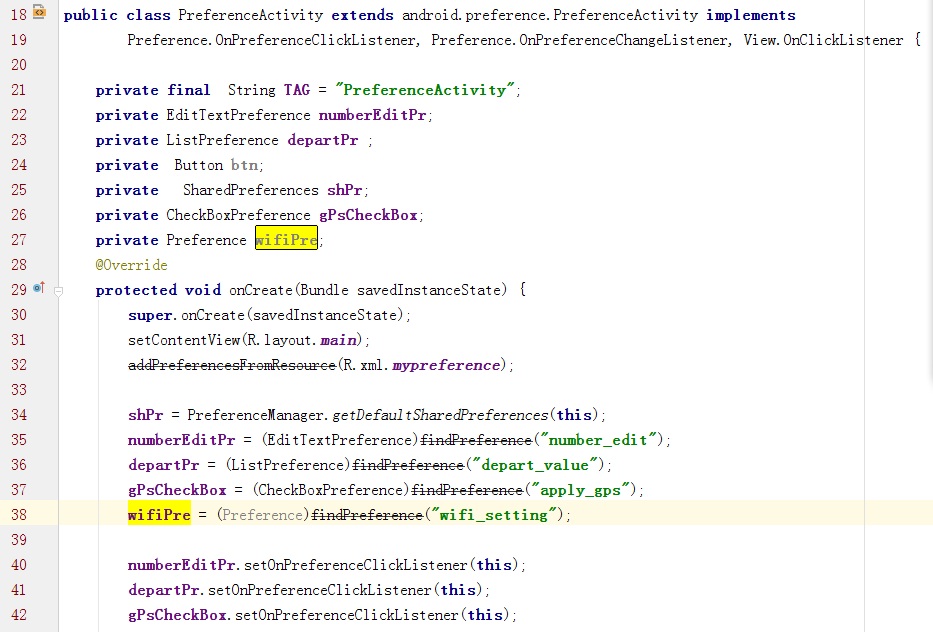 18 public class PreferenceActivity extends android.preference.PreferenceActivity implements
19 Preference.OnPreferenceClickListener, Preference.OnPreferenceChangeListener, View.OnClickListener {
20
21 private final  String TAG = "PreferenceActivity";
22 private EditTextPreference numberEditPr;
23 private ListPreference departPr ;
24 private  Button btn;
25 private   SharedPreferences shPr;
26 private CheckBoxPreference gPsCheckBox;
27 private Preference wifiPre;
28 @Override
29 protected void onCreate(Bundle savedInstanceState) {
30 super.onCreate(savedInstanceState);
31 setContentView(R.layout.main);
32 addPreferencesFromResource(R.xml.mypreference);
33
34 shPr = PreferenceManager.getDefaultSharedPreferences(this);
35 numberEditPr = (EditTextPreference)findPreference("number_edit");
36 departPr = (ListPreference)findPreference("depart_value");
37 gPsCheckBox = (CheckBoxPreference)findPreference("apply_gps");
38 wifiPre = (Preference)findPreference("wifi_setting");
39
40 numberEditPr.setOnPreferenceClickListener(this);
41 departPr.setOnPreferenceClickListener(this);
42 gPsCheckBox.setOnPreferenceClickListener(this);